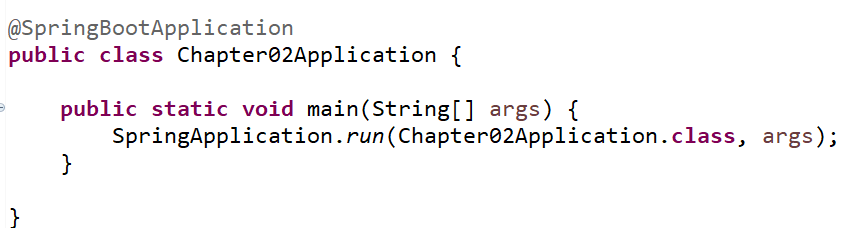 @SpringBootApplication
public class Chapter02Application {
public static void main(String[] args) {
SpringApplication.run(Chapter02Application.class, args);
}
}